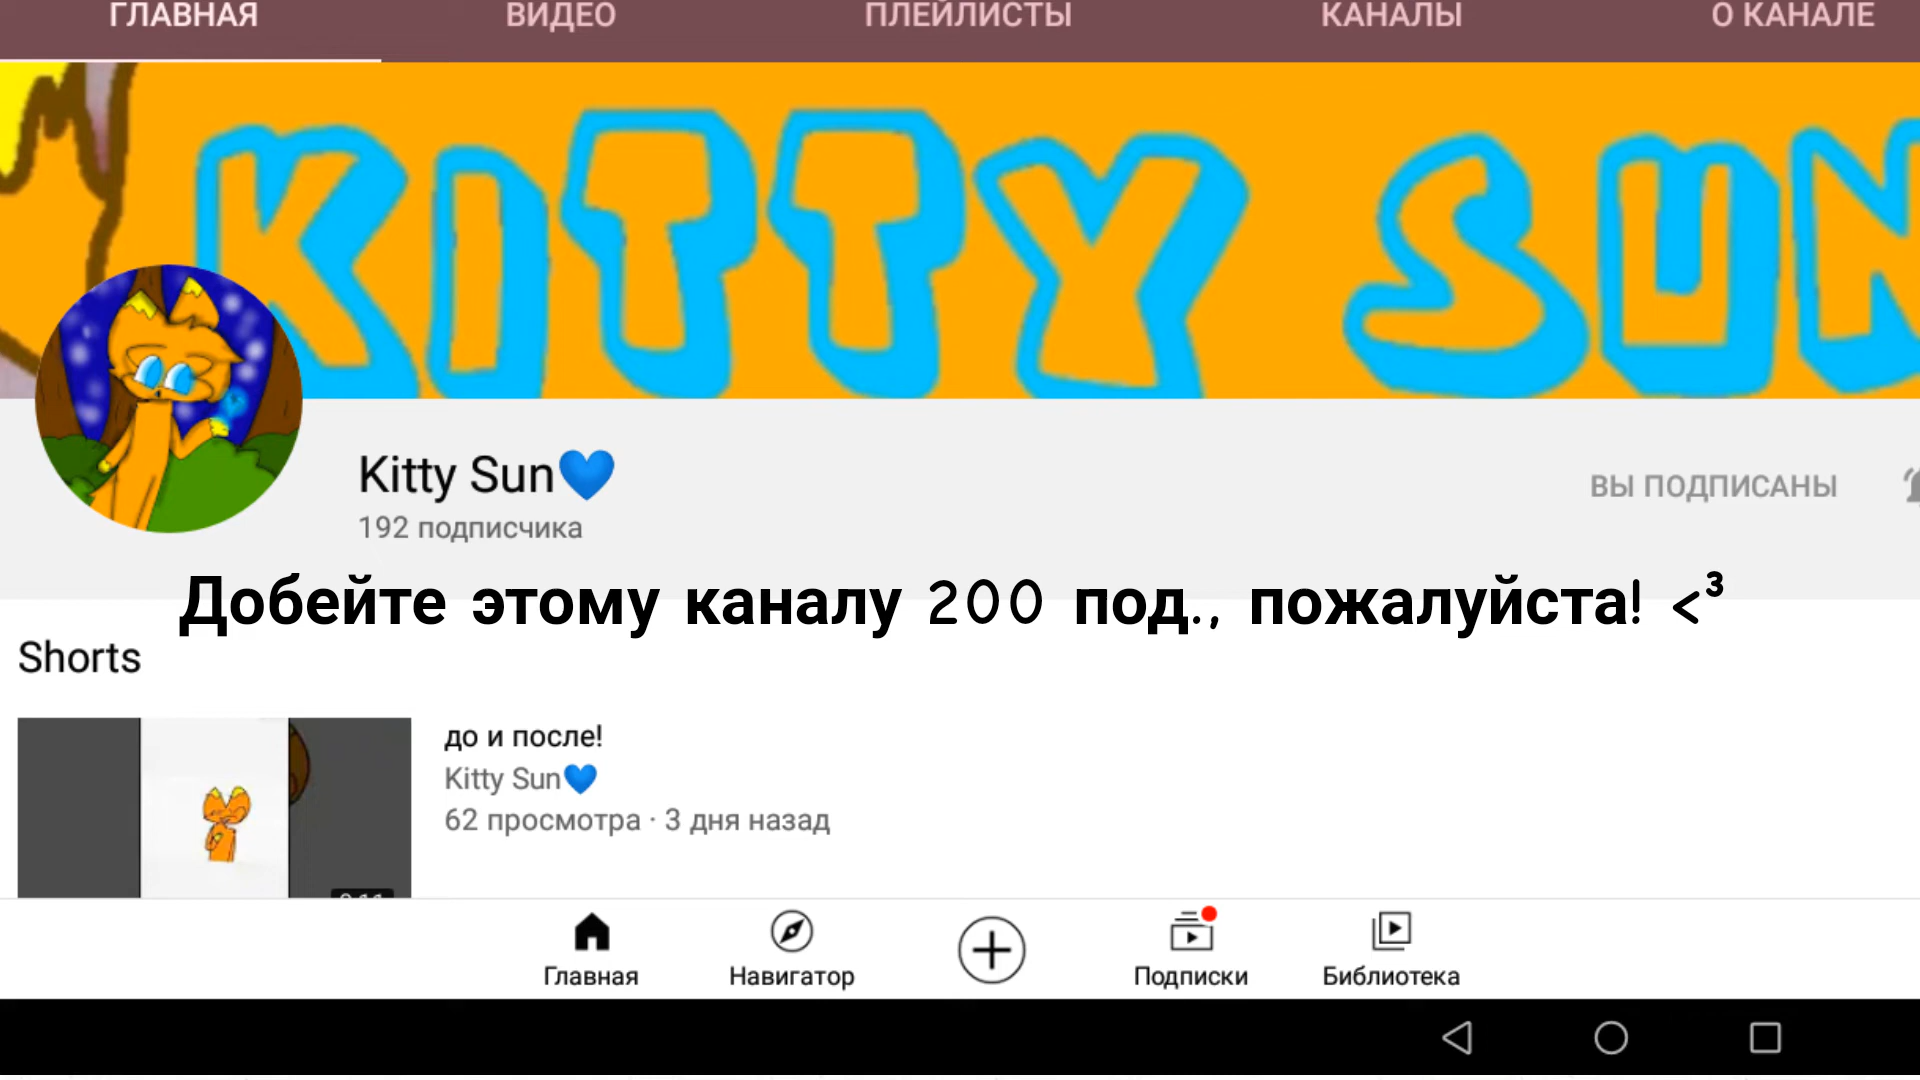 ГЛАВНАЯ ВИДЕО ПЛЕЙЛИСТЫ КАНАЛЫ О КАНАЛЕ
KITTY SUN
Kitty Sun💙
ВЫ ПОДПИСАНЫ
192 подписчика
Добейте этому каналу 200 под., пожалуйста! <³
Shorts
до и после!
Kitty Sun💙
62 просмотра · 3 дня назад
Главная Навигатор Подписки Библиотека